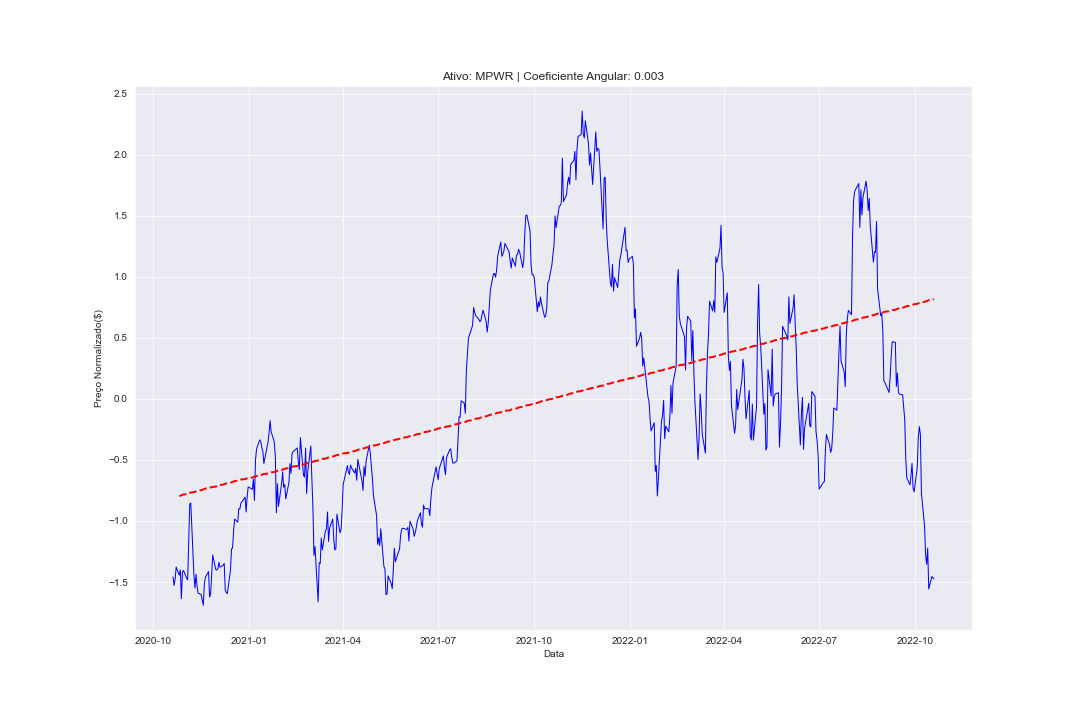 Ativo: MPWR | Coeficiente Angular: 0.003
Preço Normalizado($)
2.5
2.0
1.5
1.0
0.5
0.0
−0.5
−1.0
−1.5
2020-10 2021-01 2021-04 2021-07 2021-10 2022-01 2022-04 2022-07 2022-10
Data